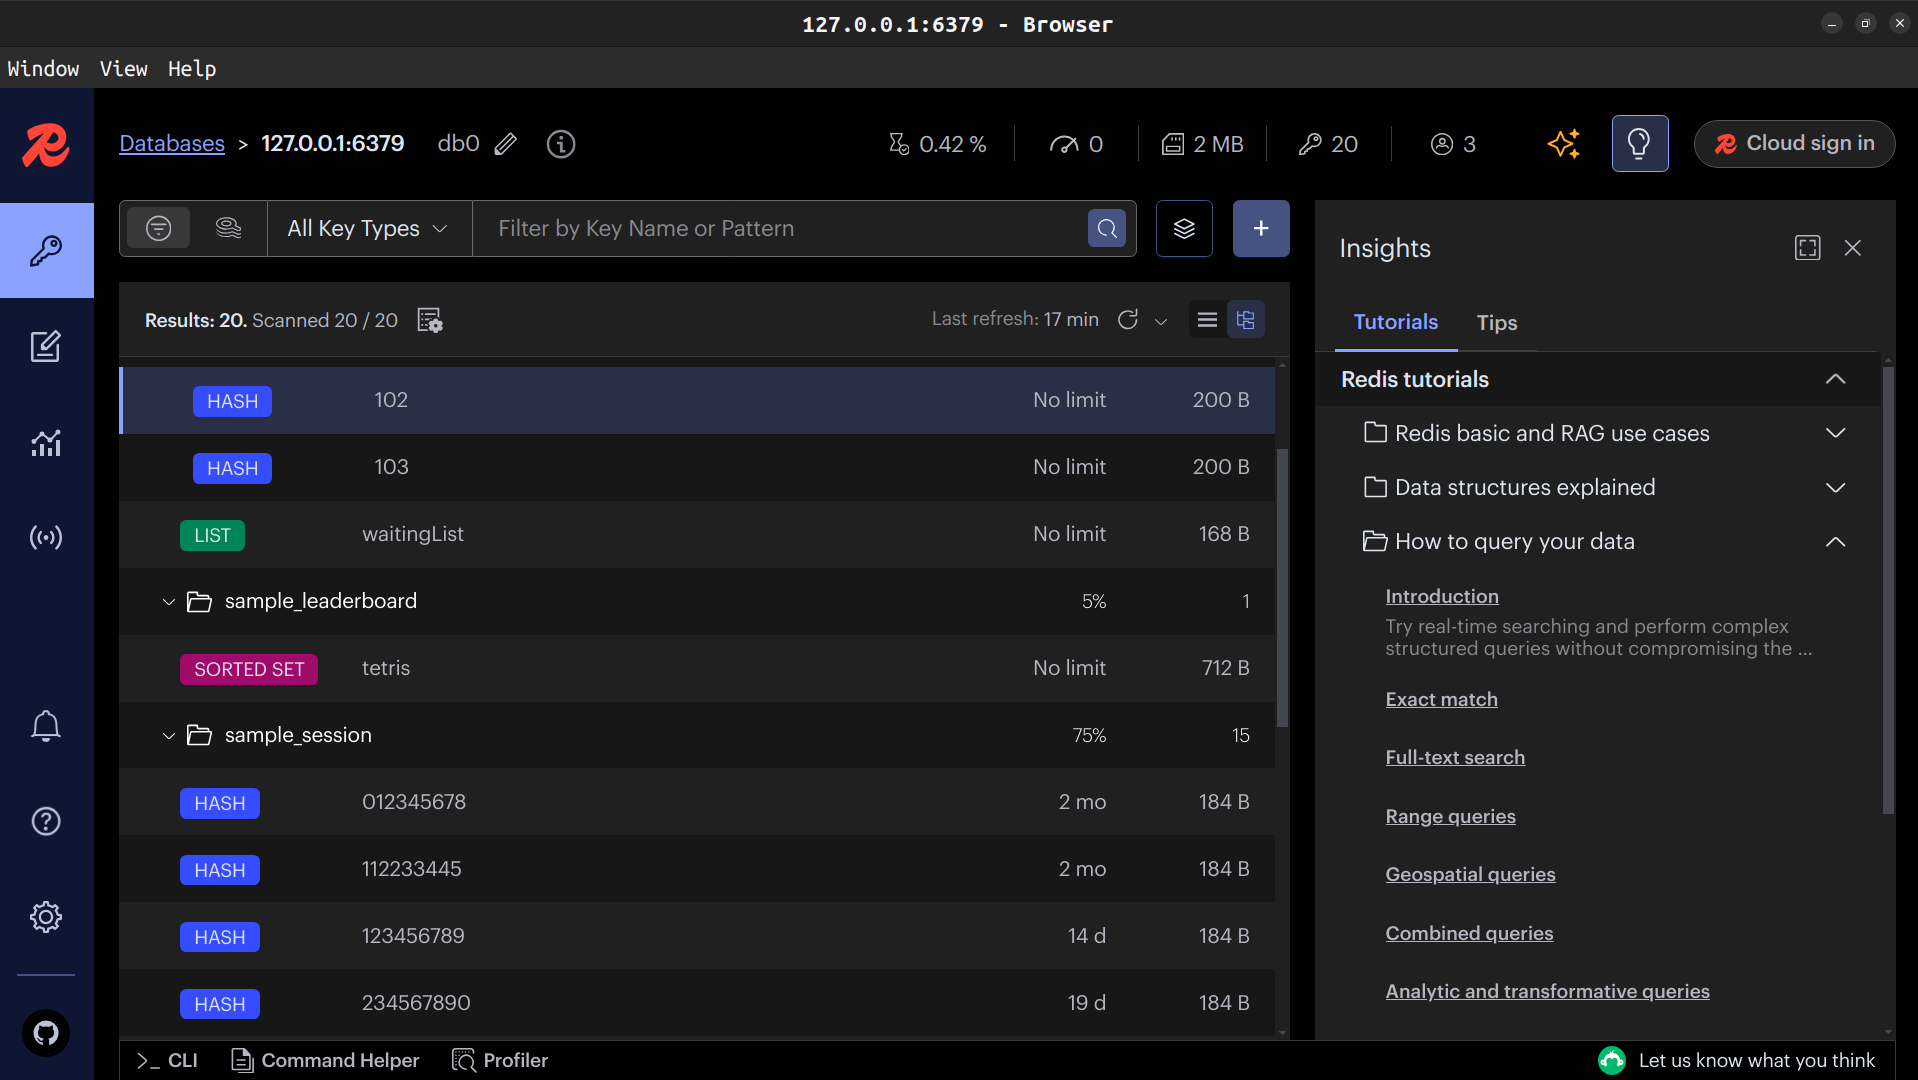 127.0.0.1:6379 - Browser
Window View Help
Databases > 127.0.0.1:6379 db0 0.42 % 0 2 MB 20 3 Cloud sign in
All Key Types Filter by Key Name or Pattern
Results: 20. Scanned 20 / 20 Last refresh: 17 min
HASH 102 No limit 200 B
HASH 103 No limit 200 B
LIST waitingList No limit 168 B
sample_leaderboard 5% 1
SORTED SET tetris No limit 712 B
sample_session 75% 15
HASH 012345678 2 mo 184 B
HASH 112233445 2 mo 184 B
HASH 123456789 14 d 184 B
HASH 234567890 19 d 184 B
Insights
Tutorials Tips
Redis tutorials
Redis basic and RAG use cases
Data structures explained
How to query your data
Introduction
Try real-time searching and perform complex
structured queries without compromising the ...
Exact match
Full-text search
Range queries
Geospatial queries
Combined queries
Analytic and transformative queries
>_ CLI Command Helper Profiler Let us know what you think